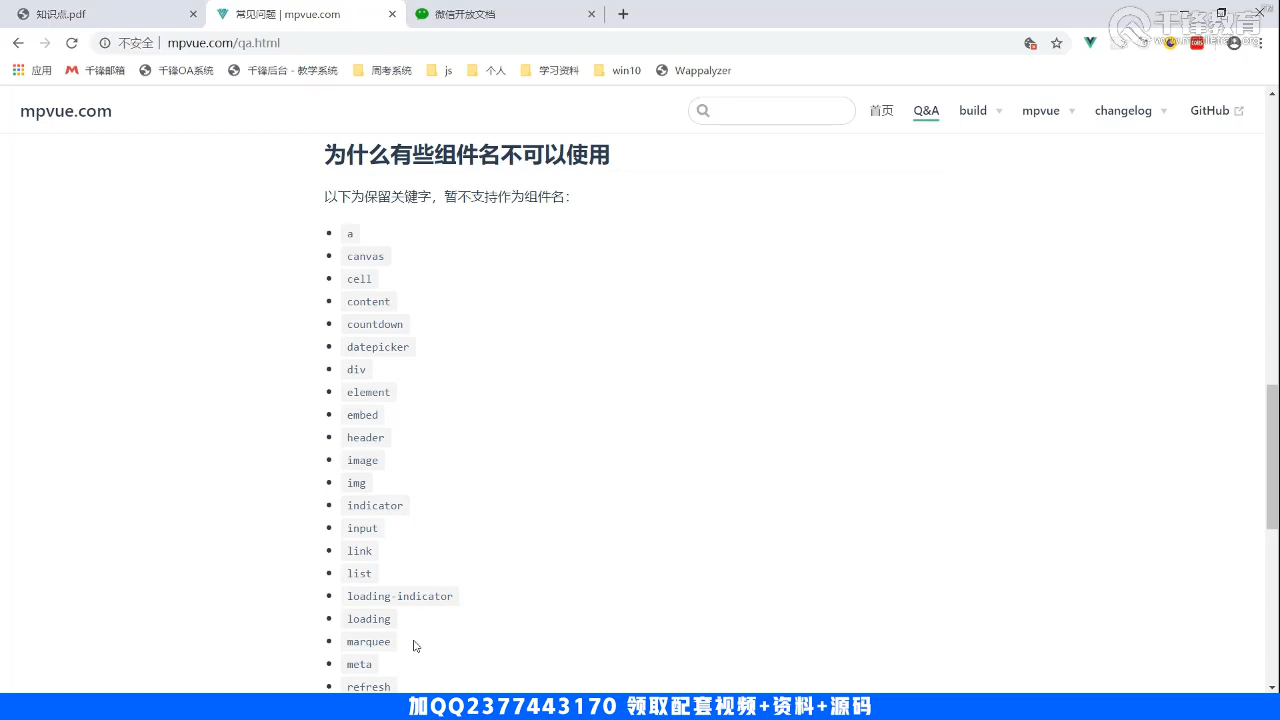 知识点.pdf
常见问题 | mpvue.com
微信开放文档
不安全 | mpvue.com/qa.html
应用
千锋邮箱
千锋OA系统
千锋后台 - 教学系统
周考系统
js
个人
学习资料
win10
Wappalyzer
千锋教育
mpvue.com
首页
Q&A
build
mpvue
changelog
GitHub
为什么有些组件名不可以使用
以下为保留关键字，暂不支持作为组件名：
a
canvas
cell
content
countdown
datepicker
div
element
embed
header
image
img
indicator
input
link
list
loading-indicator
loading
marquee
meta
refresh
加QQ2377443170 领取配套视频+资料+源码